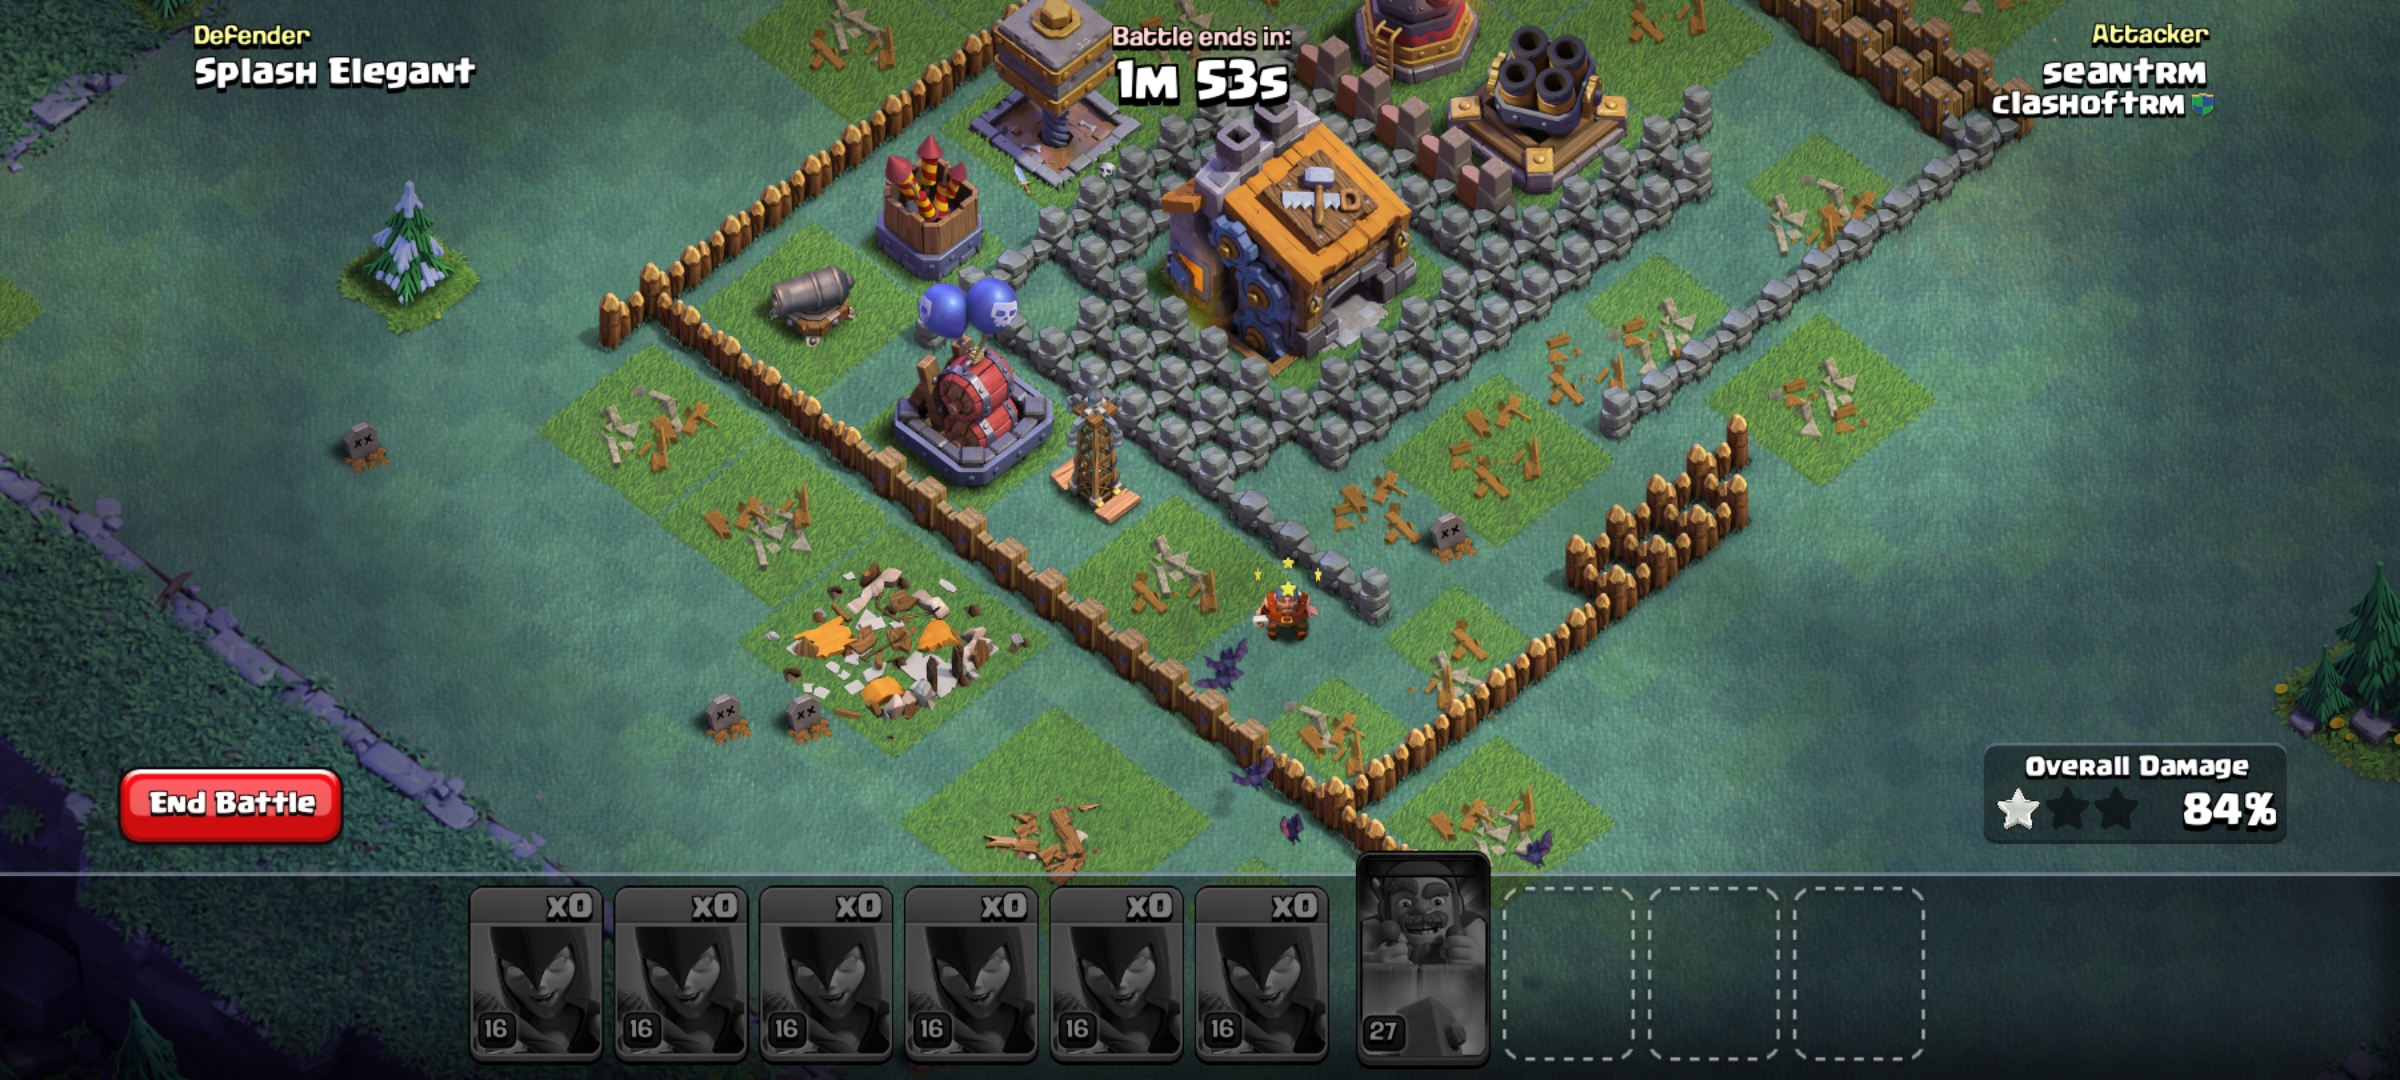 Defender
Splash Elegant
Battle ends in:
1M 53s
Attacker
seantRM
clashoftRM
End Battle
Overall Damage
84%
x0
x0
x0
x0
x0
x0
16
16
16
16
16
16
27